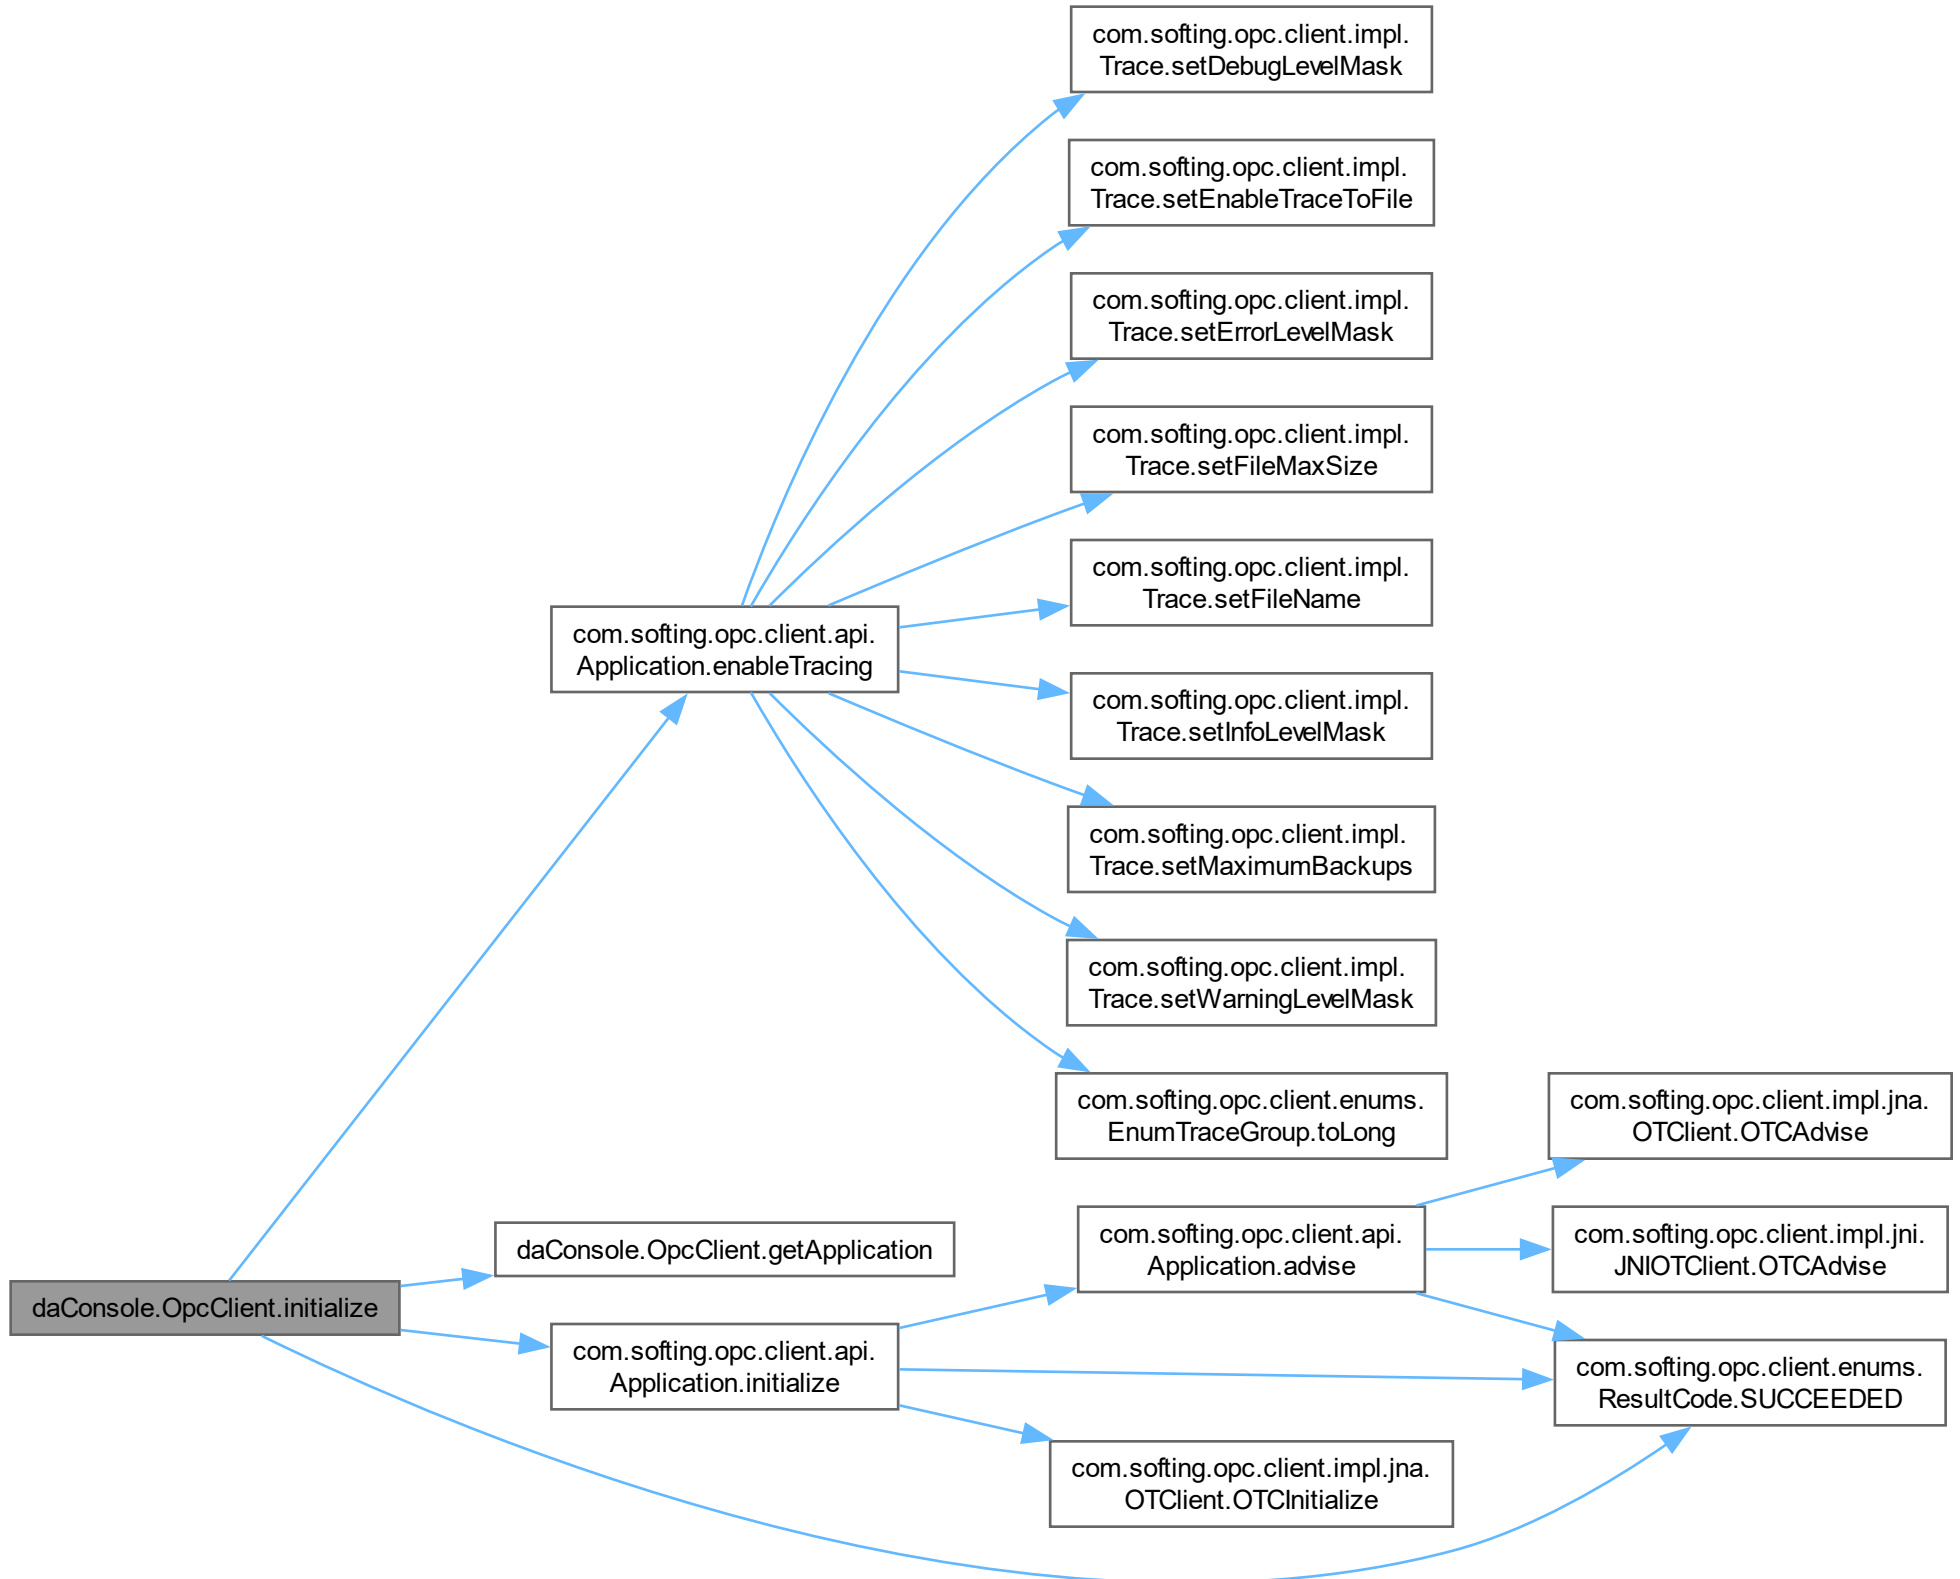 com.softing.opc.client.impl.
Trace.setDebugLevelMask
com.softing.opc.client.impl.
Trace.setEnableTraceToFile
com.softing.opc.client.impl.
Trace.setErrorLevelMask
com.softing.opc.client.impl.
Trace.setFileMaxSize
com.softing.opc.client.impl.
Trace.setFileName
com.softing.opc.client.api.
Application.enableTracing
com.softing.opc.client.impl.
Trace.setInfoLevelMask
com.softing.opc.client.impl.
Trace.setMaximumBackups
com.softing.opc.client.impl.
Trace.setWarningLevelMask
com.softing.opc.client.enums.
EnumTraceGroup.toLong
com.softing.opc.client.impl.jna.
OTClient.OTCAdvise
daConsole.OpcClient.getApplication
com.softing.opc.client.api.
Application.advise
com.softing.opc.client.impl.jni.
JNIOTClient.OTCAdvise
daConsole.OpcClient.initialize
com.softing.opc.client.api.
Application.initialize
com.softing.opc.client.enums.
ResultCode.SUCCEEDED
com.softing.opc.client.impl.jna.
OTClient.OTCInitialize